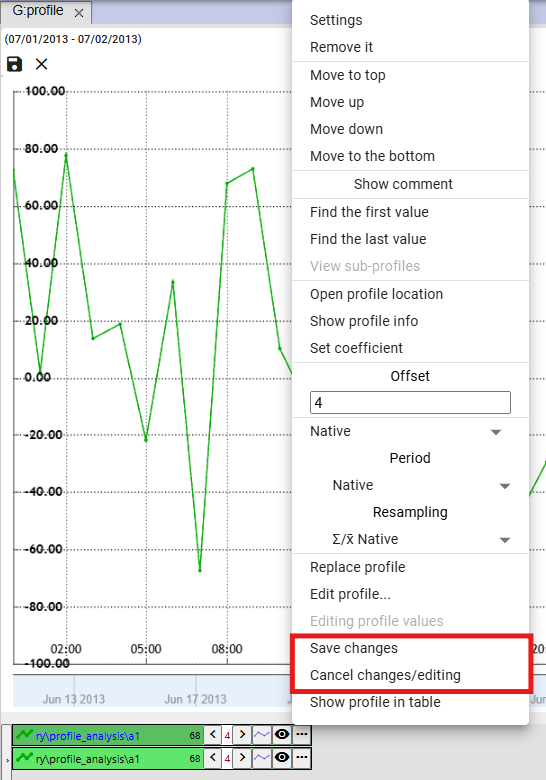 G:profile
(07/01/2013 - 07/02/2013)
100.00
80.00
60.00
40.00
20.00
0.00
-20.00
-40.00
-60.00
-80.00
-100.00
02:00 05:00 08:00 20:
Jun 13 2013 Jun 17 2013
Settings
Remove it
Move to top
Move up
Move down
Move to the bottom
Show comment
Find the first value
Find the last value
View sub-profiles
Open profile location
Show profile info
Set coefficient
Offset
4
Native
Period
Native
Resampling
Σ/x̄ Native
Replace profile
Edit profile...
Editing profile values
Save changes
Cancel changes/editing
Show profile in table
ry\profile_analysis\a1 68 4
ry\profile_analysis\a1 68 4